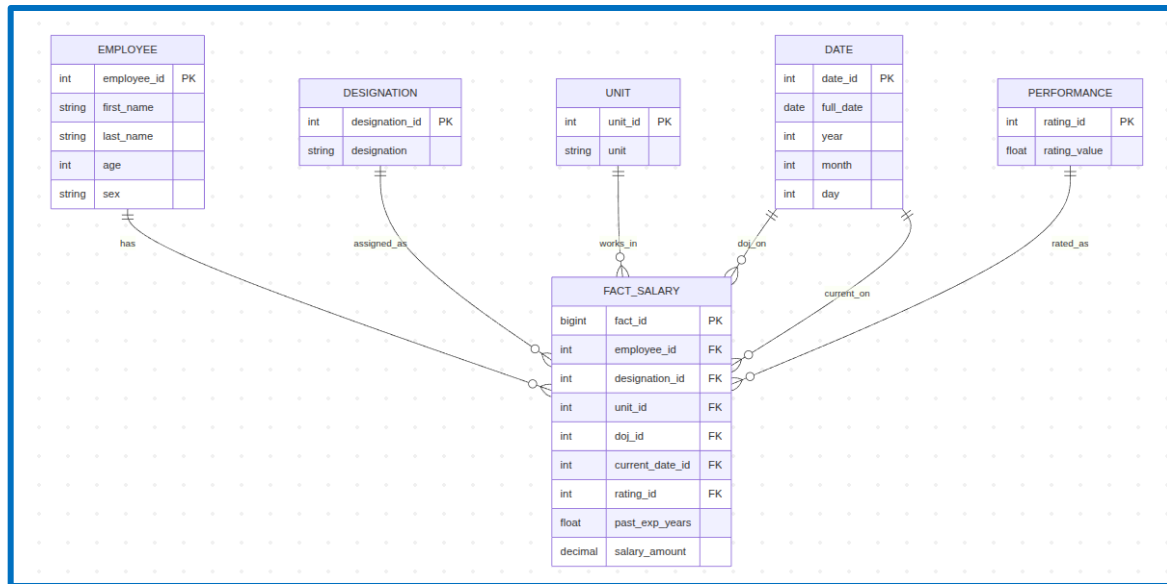 EMPLOYEE
int employee_id PK
string first_name
string last_name
int age
string sex
DESIGNATION
int designation_id PK
string designation
UNIT
int unit_id PK
string unit
DATE
int date_id PK
date full_date
int year
int month
int day
PERFORMANCE
int rating_id PK
float rating_value
has
assigned_as
works_in
doj_on
current_on
rated_as
FACT_SALARY
bigint fact_id PK
int employee_id FK
int designation_id FK
int unit_id FK
int doj_id FK
int current_date_id FK
int rating_id FK
float past_exp_years
decimal salary_amount